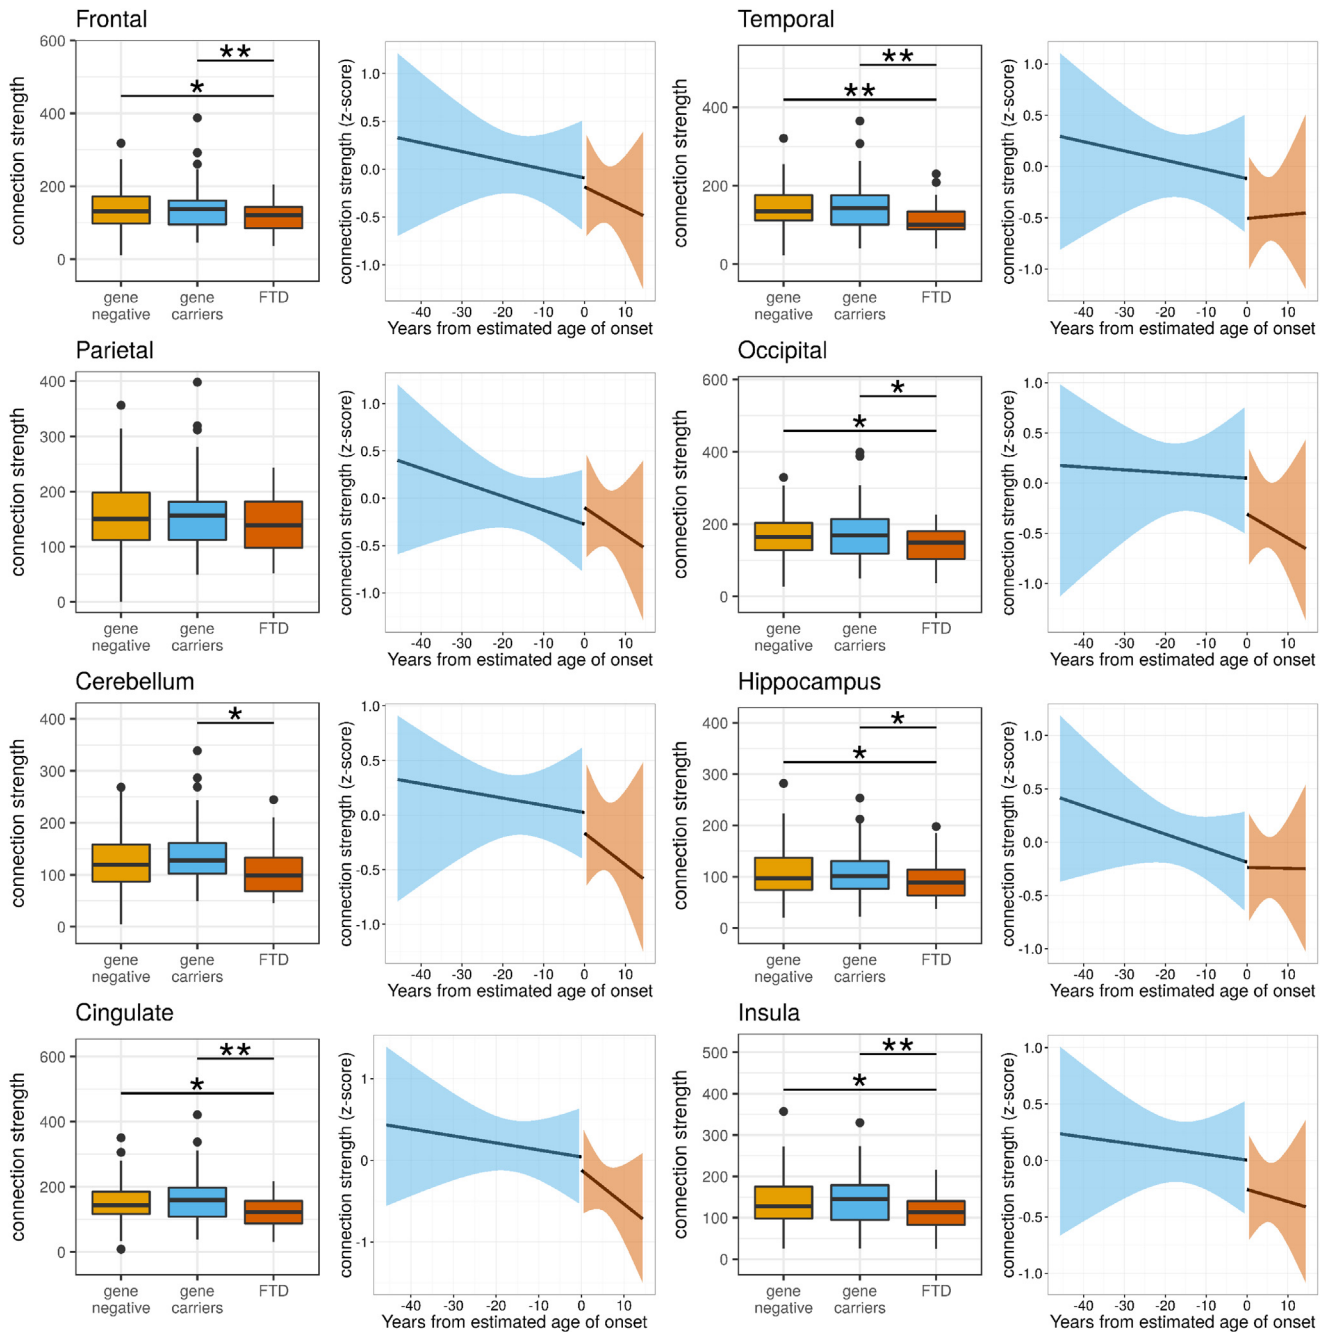 Frontal
connection strength
600
400
200
0
**
*
gene negative
gene carriers
FTD
connection strength (z-score)
1.0
0.5
0.0
-0.5
-1.0
-40 -30 -20 -10 0 10
Years from estimated age of onset
Temporal
connection strength
400
200
0
**
**
gene negative
gene carriers
FTD
connection strength (z-score)
1.0
0.5
0.0
-0.5
-1.0
-40 -30 -20 -10 0 10
Years from estimated age of onset
Parietal
connection strength
400
300
200
100
0
gene negative
gene carriers
FTD
connection strength (z-score)
1.0
0.5
0.0
-0.5
-1.0
-40 -30 -20 -10 0 10
Years from estimated age of onset
Occipital
connection strength
600
400
200
0
*
*
gene negative
gene carriers
FTD
connection strength (z-score)
1.0
0.5
0.0
-0.5
-1.0
-40 -30 -20 -10 0 10
Years from estimated age of onset
Cerebellum
connection strength
400
300
200
100
0
*
gene negative
gene carriers
FTD
connection strength (z-score)
1.0
0.5
0.0
-0.5
-1.0
-40 -30 -20 -10 0 10
Years from estimated age of onset
Hippocampus
connection strength
400
300
200
100
0
*
*
gene negative
gene carriers
FTD
connection strength (z-score)
1.0
0.5
0.0
-0.5
-1.0
-40 -30 -20 -10 0 10
Years from estimated age of onset
Cingulate
connection strength
600
400
200
0
**
*
gene negative
gene carriers
FTD
connection strength (z-score)
1
0
-1
-40 -30 -20 -10 0 10
Years from estimated age of onset
Insula
connection strength
500
400
300
200
100
0
**
*
gene negative
gene carriers
FTD
connection strength (z-score)
1.0
0.5
0.0
-0.5
-1.0
-40 -30 -20 -10 0 10
Years from estimated age of onset